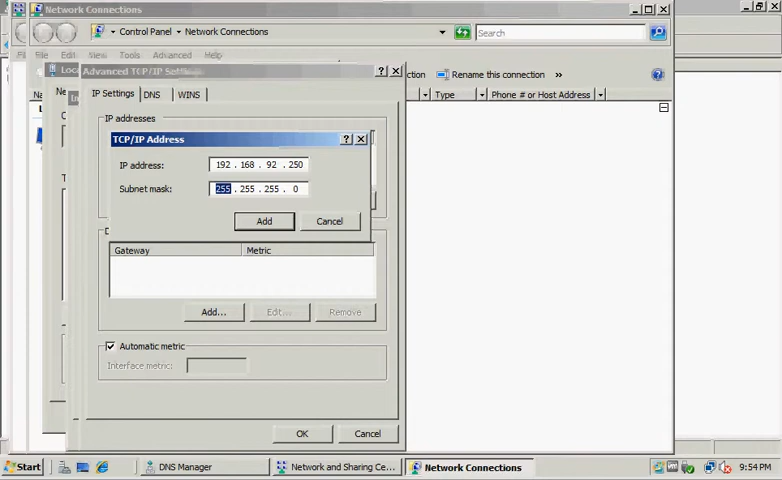 Network Connections
Control Panel ▸ Network Connections
Search
File Edit View Tools Advanced Help
Rename this connection »
Type
Phone # or Host Address
Advanced TCP/IP Settings
IP Settings
DNS
WINS
IP addresses
TCP/IP Address
IP address:
192 . 168 . 92 . 250
Subnet mask:
255 . 255 . 255 . 0
Add
Cancel
Gateway
Metric
Add...
Edit...
Remove
Automatic metric
Interface metric:
OK
Cancel
Start
DNS Manager
Network and Sharing Ce...
Network Connections
9:54 PM